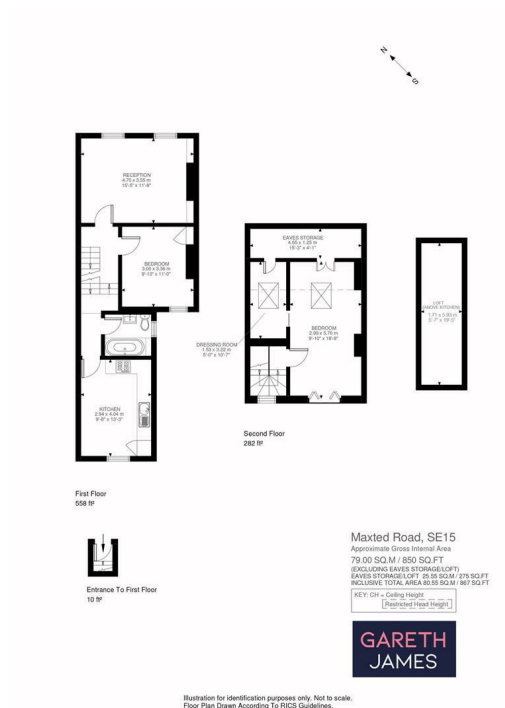 N
S
RECEPTION
4.70 x 3.55 m
15'-5" x 11'-8"
BEDROOM
3.00 x 3.36 m
9'-10" x 11'-0"
KITCHEN
2.94 x 4.04 m
9'-8" x 13'-3"
EAVES STORAGE
4.65 x 1.25 m
15'-3" x 4'-1"
DRESSING ROOM
1.53 x 3.22 m
5'-0" x 10'-7"
BEDROOM
2.99 x 5.70 m
9'-10" x 18'-8"
LOFT
(ABOVE KITCHEN)
1.71 x 5.93 m
5'-7" x 19'-5"
Second Floor
282 ft²
First Floor
558 ft²
Entrance To First Floor
10 ft²
Maxted Road, SE15
Approximate Gross Internal Area
79.00 SQ.M / 850 SQ.FT
(EXCLUDING EAVES STORAGE/LOFT)
EAVES STORAGE/LOFT 25.55 SQ.M / 275 SQ.FT
INCLUSIVE TOTAL AREA 80.55 SQ.M / 867 SQ.FT
KEY: CH = Ceiling Height
Restricted Head Height
GARETH
JAMES
Illustration for identification purposes only. Not to scale.
Floor Plan Drawn According To RICS Guidelines.